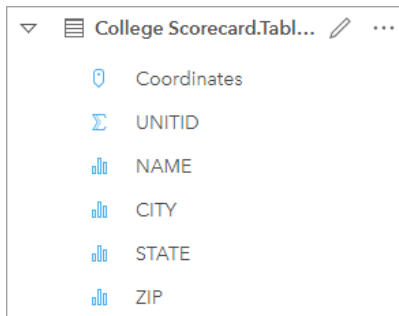 College Scorecard.Tabl...
Coordinates
UNITID
NAME
CITY
STATE
ZIP